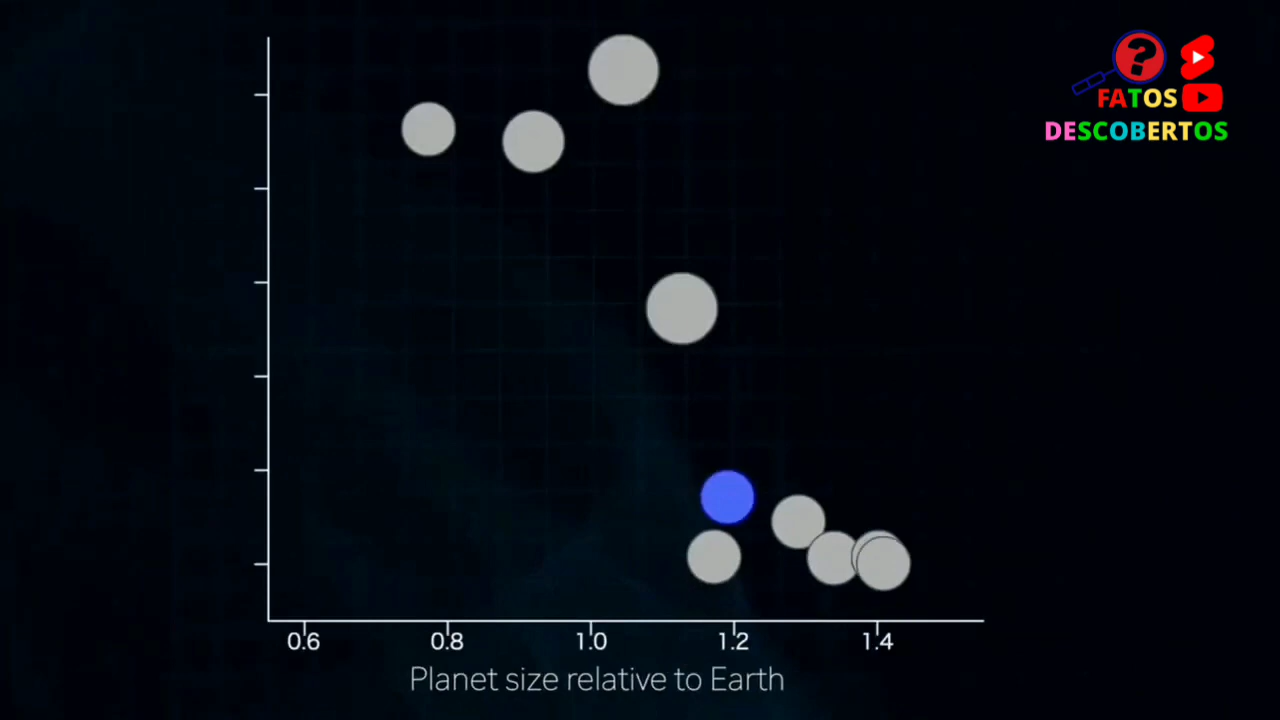 ?
FATOS
DESCOBERTOS
0.6 0.8 1.0 1.2 1.4
Planet size relative to Earth